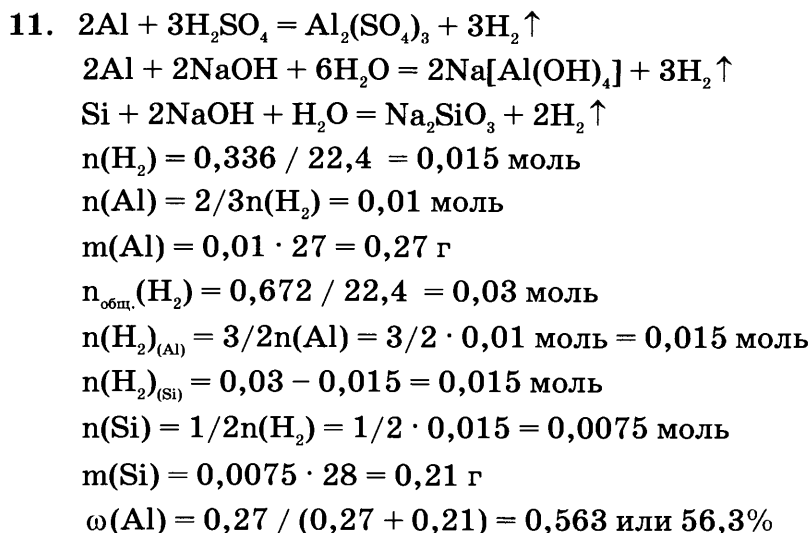 11. 2Al + 3H₂SO₄ = Al₂(SO₄)₃ + 3H₂↑
2Al + 2NaOH + 6H₂O = 2Na[Al(OH)₄] + 3H₂↑
Si + 2NaOH + H₂O = Na₂SiO₃ + 2H₂↑
n(H₂) = 0,336 / 22,4 = 0,015 моль
n(Al) = 2/3n(H₂) = 0,01 моль
m(Al) = 0,01 · 27 = 0,27 г
nобщ.(H₂) = 0,672 / 22,4 = 0,03 моль
n(H₂)(Al) = 3/2n(Al) = 3/2 · 0,01 моль = 0,015 моль
n(H₂)(Si) = 0,03 – 0,015 = 0,015 моль
n(Si) = 1/2n(H₂) = 1/2 · 0,015 = 0,0075 моль
m(Si) = 0,0075 · 28 = 0,21 г
ω(Al) = 0,27 / (0,27 + 0,21) = 0,563 или 56,3%